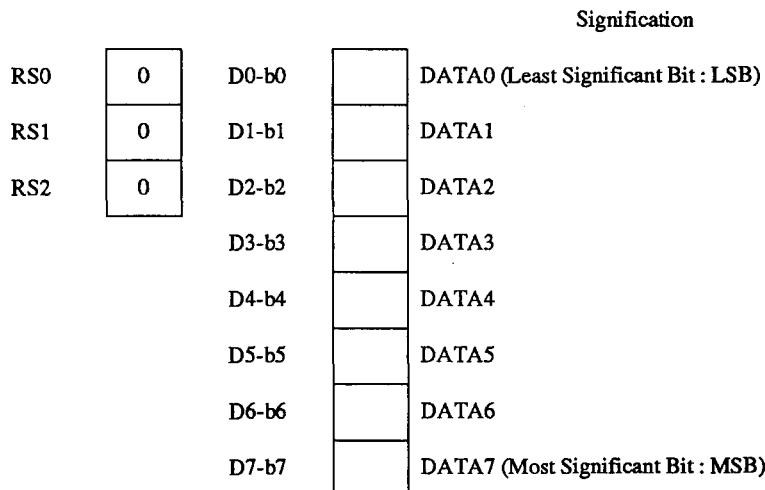 Signification
RS0 0 D0-b0 DATA0 (Least Significant Bit : LSB)
RS1 0 D1-b1 DATA1
RS2 0 D2-b2 DATA2
D3-b3 DATA3
D4-b4 DATA4
D5-b5 DATA5
D6-b6 DATA6
D7-b7 DATA7 (Most Significant Bit : MSB)